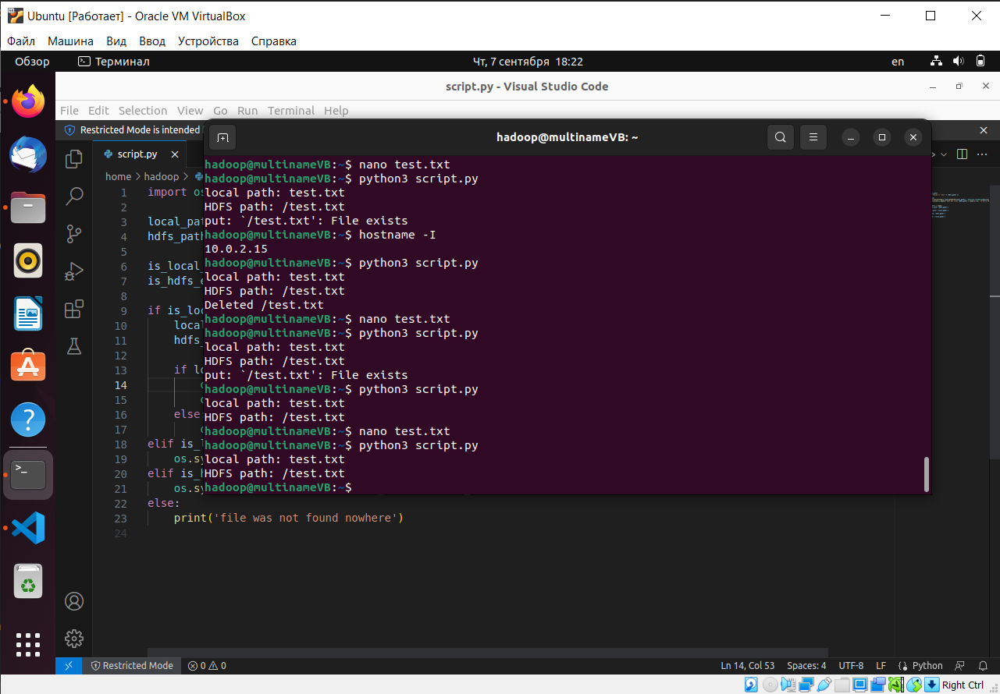 Ubuntu [Работает] - Oracle VM VirtualBox
Файл Машина Вид Ввод Устройства Справка
Обзор Терминал Чт, 7 сентября 18:22 en
script.py - Visual Studio Code
File Edit Selection View Go Run Terminal Help
Restricted Mode is intended
hadoop@multinameVB: ~
script.py
home > hadoop >
hadoop@multinameVB:~$ nano test.txt
hadoop@multinameVB:~$ python3 script.py
local path: test.txt
HDFS path: /test.txt
put: `/test.txt': File exists
hadoop@multinameVB:~$ hostname -I
10.0.2.15
hadoop@multinameVB:~$ python3 script.py
local path: test.txt
HDFS path: /test.txt
Deleted /test.txt
hadoop@multinameVB:~$ nano test.txt
hadoop@multinameVB:~$ python3 script.py
local path: test.txt
HDFS path: /test.txt
put: `/test.txt': File exists
hadoop@multinameVB:~$ python3 script.py
local path: test.txt
HDFS path: /test.txt
hadoop@multinameVB:~$ nano test.txt
hadoop@multinameVB:~$ python3 script.py
local path: test.txt
HDFS path: /test.txt
hadoop@multinameVB:~$
1 import os
2
3 local_pat
4 hdfs_path
5
6 is_local_
7 is_hdfs_e
8
9 if is_loc
10 loca
11 hdfs_
12
13 if lo
14
15
16 else
17
18 elif is_l
19 os.sy
20 elif is_h
21 os.sy
22 else:
23 print('file was not found nowhere')
24
Restricted Mode 0 0 Ln 14, Col 53 Spaces: 4 UTF-8 LF Python
Right Ctrl